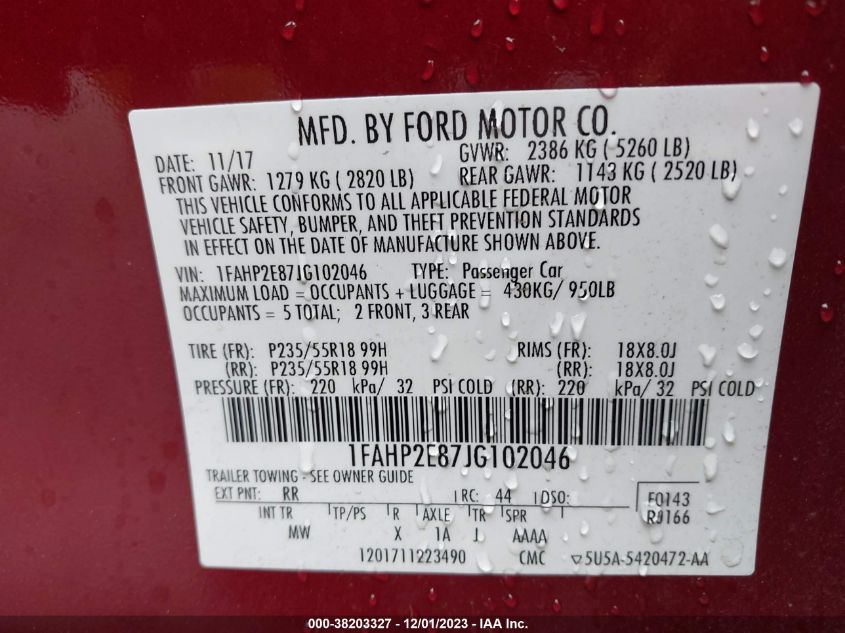 MFD. BY FORD MOTOR CO.
DATE: 11/17 GVWR: 2386 KG ( 5260 LB)
FRONT GAWR: 1279 KG ( 2820 LB) REAR GAWR: 1143 KG ( 2520 LB)
THIS VEHICLE CONFORMS TO ALL APPLICABLE FEDERAL MOTOR
VEHICLE SAFETY, BUMPER, AND THEFT PREVENTION STANDARDS
IN EFFECT ON THE DATE OF MANUFACTURE SHOWN ABOVE.
VIN: 1FAHP2E87JG102046 TYPE: Passenger Car
MAXIMUM LOAD = OCCUPANTS + LUGGAGE = 430KG/ 950LB
OCCUPANTS = 5 TOTAL; 2 FRONT, 3 REAR
TIRE (FR): P235/55R18 99H RIMS (FR): 18X8.0J
(RR): P235/55R18 99H (RR): 18X8.0J
PRESSURE (FR): 220 kPa/ 32 PSI COLD (RR): 220 kPa/ 32 PSI COLD
1FAHP2E87JG102046
TRAILER TOWING - SEE OWNER GUIDE
EXT PNT: RR RC: 44 DSO: F0143
INT TR TP/PS R AXLE TR SPR RJ166
MW X 1A J AAAA
1201711223490 CMC ▽5U5A-5420472-AA
000-38203327 - 12/01/2023 - IAA Inc.